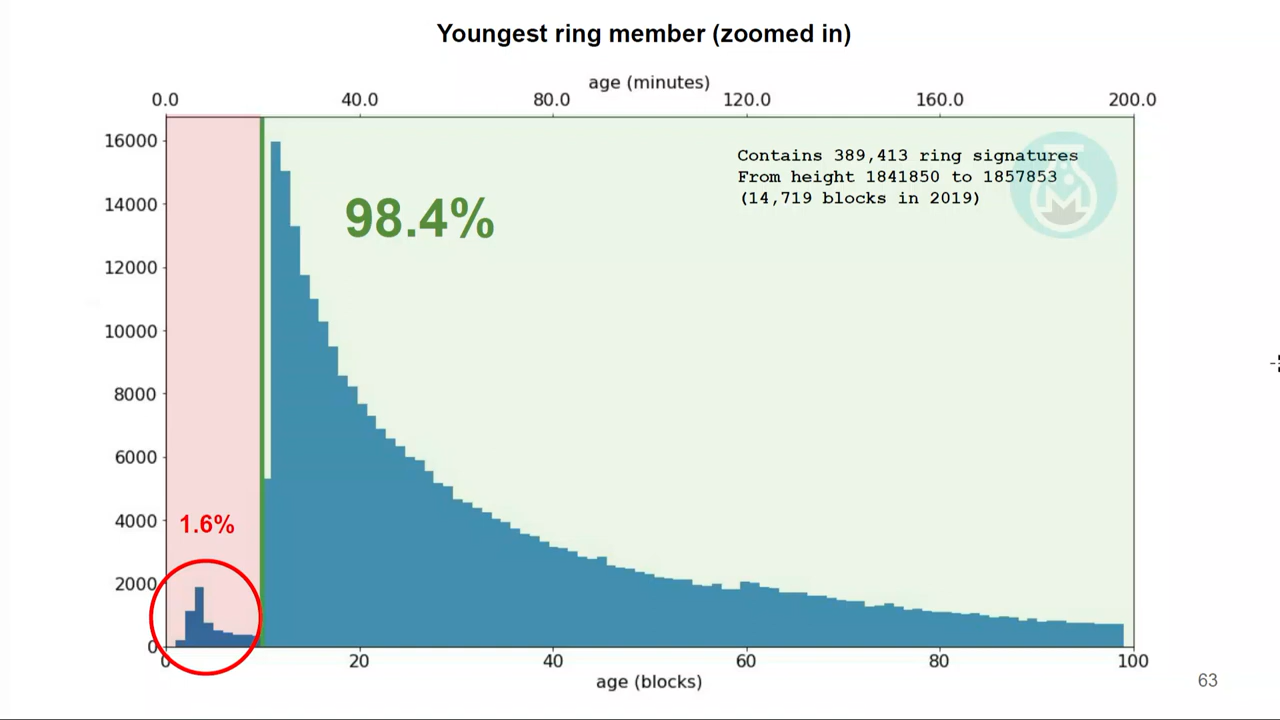 Youngest ring member (zoomed in)
age (minutes)
0.0 40.0 80.0 120.0 160.0 200.0
16000
14000
12000
10000
8000
6000
4000
2000
0
Contains 389,413 ring signatures
From height 1841850 to 1857853
(14,719 blocks in 2019)
98.4%
1.6%
0 20 40 60 80 100
age (blocks)
63